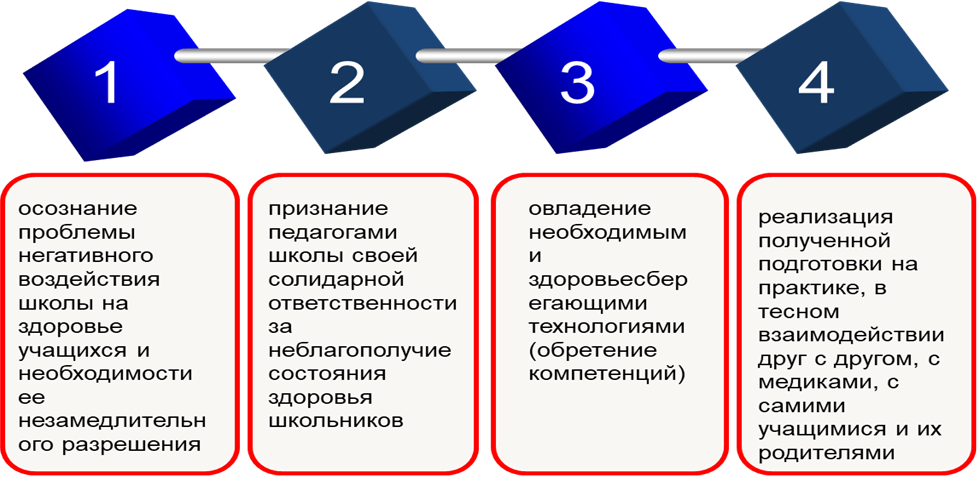 1
2
3
4
осознание
проблемы
негативного
воздействия
школы на
здоровье
учащихся и
необходимости
ее
незамедлительн
ого разрешения
признание
педагогами
школы своей
солидарной
ответственности
за
неблагополучие
состояния
здоровья
школьников
овладение
необходимым
и
здоровьесбер
егающими
технологиями
(обретение
компетенций)
реализация
полученной
подготовки на
практике, в
тесном
взаимодействии
друг с другом, с
медиками, с
самими
учащимися и их
родителями